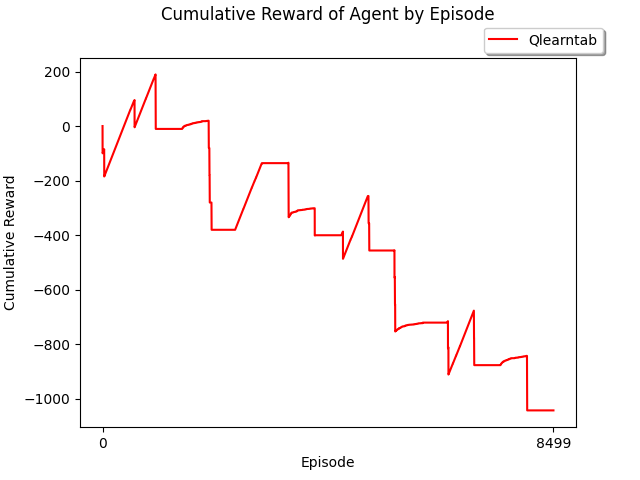 Cumulative Reward of Agent by Episode
Qlearntab
200
0
−200
−400
−600
−800
−1000
Cumulative Reward
0
8499
Episode